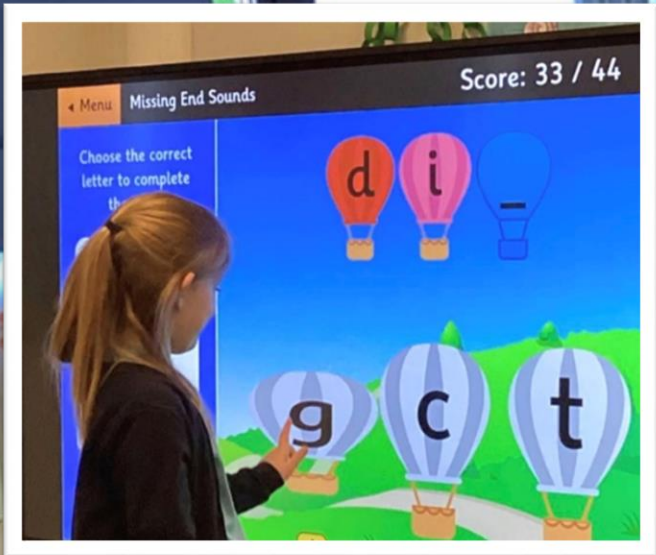 ◂ Menu Missing End Sounds Score: 33 / 44
Choose the correct
letter to complete
d i _
g c t